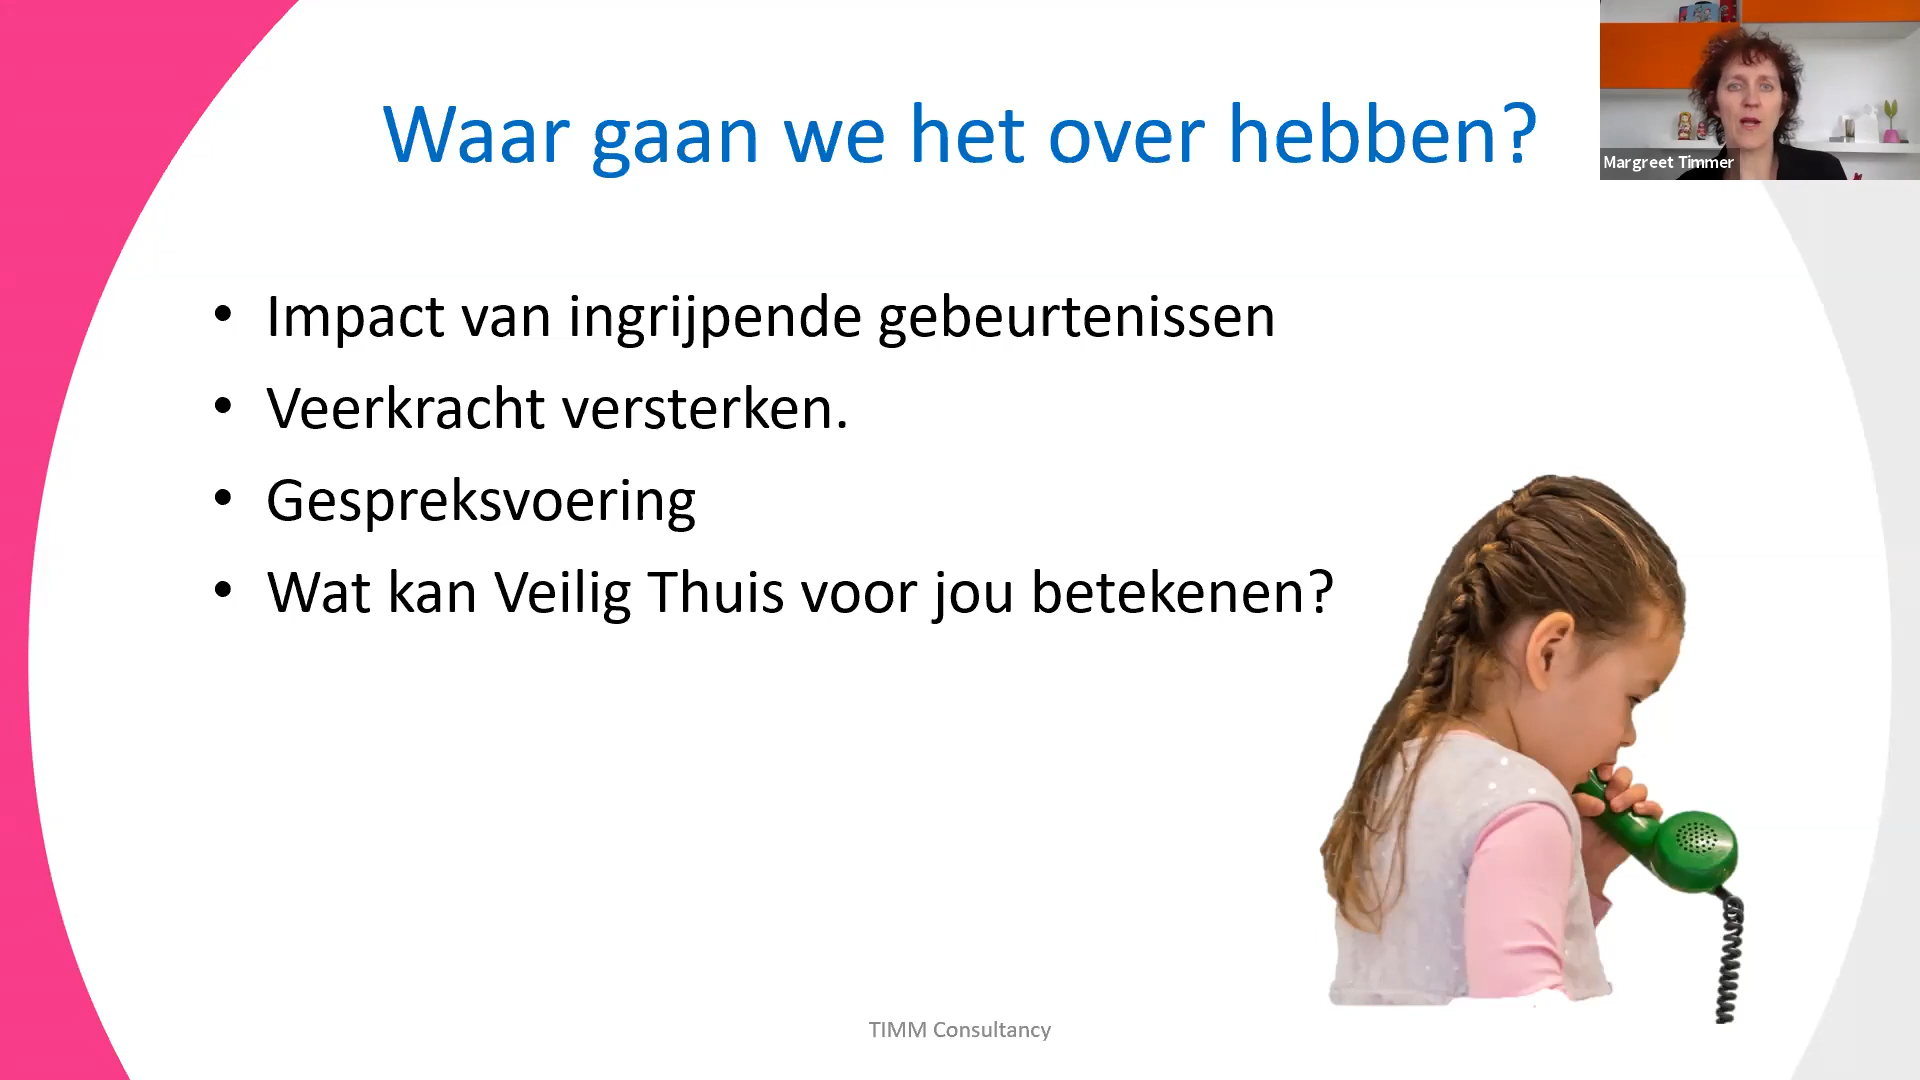 Waar gaan we het over hebben?
Margreet Timmer
• Impact van ingrijpende gebeurtenissen
• Veerkracht versterken.
• Gespreksvoering
• Wat kan Veilig Thuis voor jou betekenen?
TIMM Consultancy